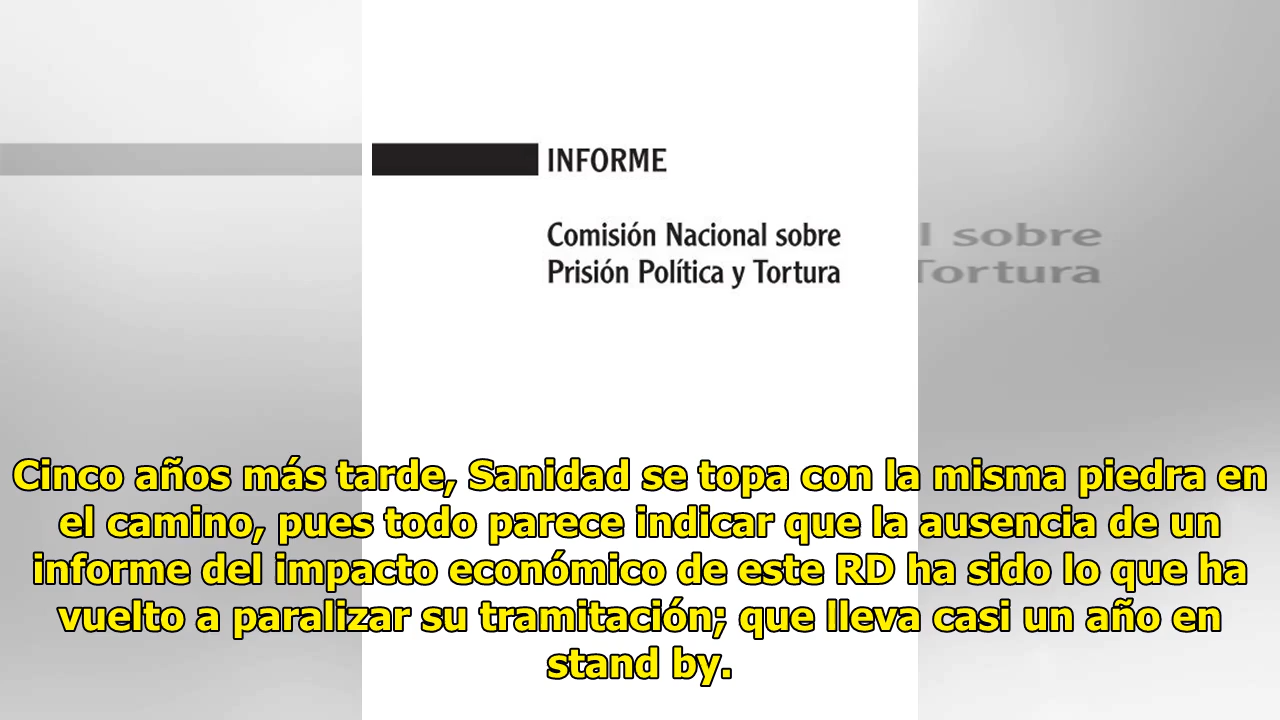 INFORME
Comisión Nacional sobre
Prisión Política y Tortura
l sobre
Tortura
Cinco años más tarde, Sanidad se topa con la misma piedra en
el camino, pues todo parece indicar que la ausencia de un
informe del impacto económico de este RD ha sido lo que ha
vuelto a paralizar su tramitación; que lleva casi un año en
stand by.